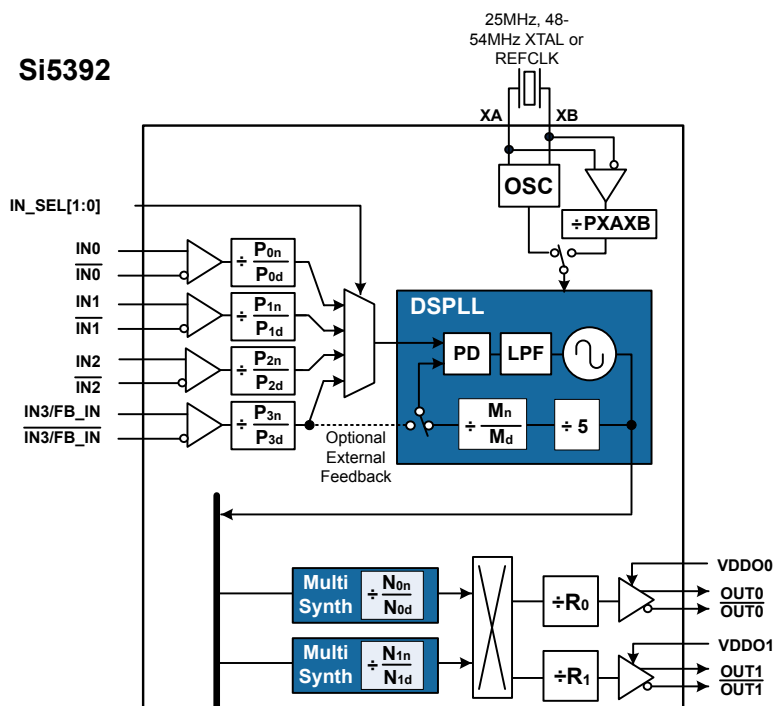 Si5392
25MHz, 48-
54MHz XTAL or
REFCLK
XA
XB
OSC
÷PXAXB
IN_SEL[1:0]
IN0
IN0
÷ P0n
P0d
IN1
IN1
÷ P1n
P1d
IN2
IN2
÷ P2n
P2d
IN3/FB_IN
IN3/FB_IN
÷ P3n
P3d
Optional
External
Feedback
DSPLL
PD
LPF
÷ Mn
Md
÷ 5
Multi
Synth
÷ N0n
N0d
÷R0
VDDO0
OUT0
OUT0
Multi
Synth
÷ N1n
N1d
÷R1
VDDO1
OUT1
OUT1